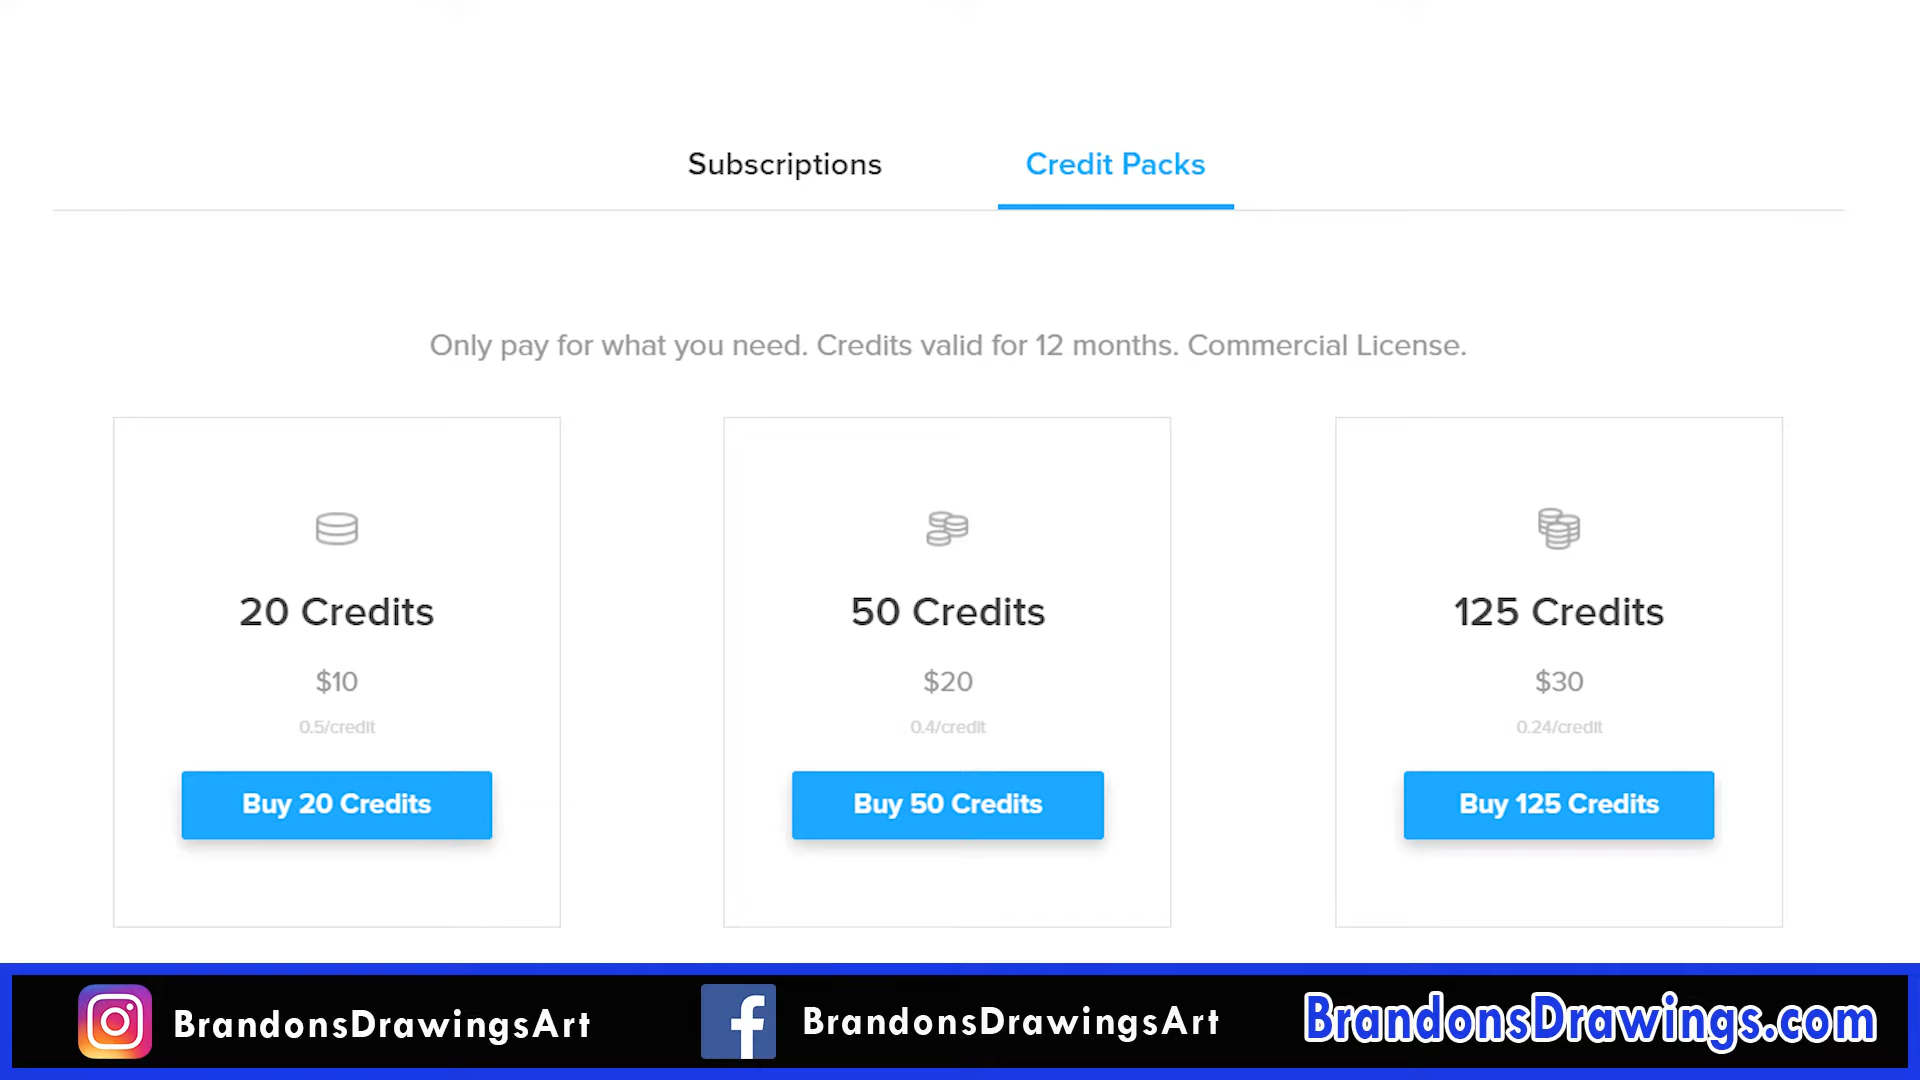 Subscriptions
Credit Packs
Only pay for what you need. Credits valid for 12 months. Commercial License.
20 Credits
$10
0.5/credit
Buy 20 Credits
50 Credits
$20
0.4/credit
Buy 50 Credits
125 Credits
$30
0.24/credit
Buy 125 Credits
BrandonsDrawingsArt
BrandonsDrawingsArt
BrandonsDrawings.com